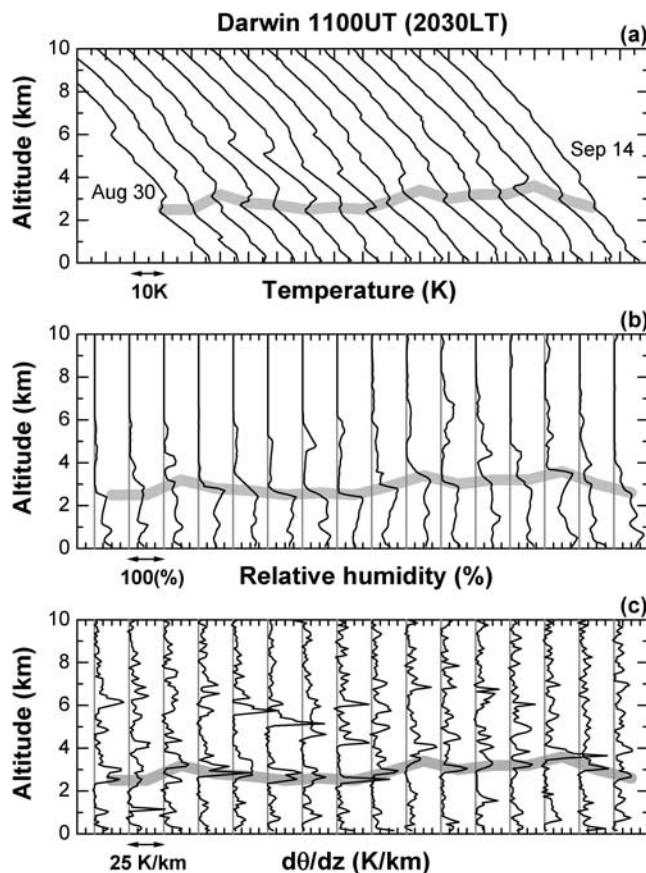 Darwin 1100UT (2030LT)
(a)
10
8
6
4
2
0
Altitude (km)
Aug 30
Sep 14
10K
Temperature (K)
(b)
10
8
6
4
2
0
Altitude (km)
100(%)
Relative humidity (%)
(c)
10
8
6
4
2
0
Altitude (km)
25 K/km
dθ/dz (K/km)